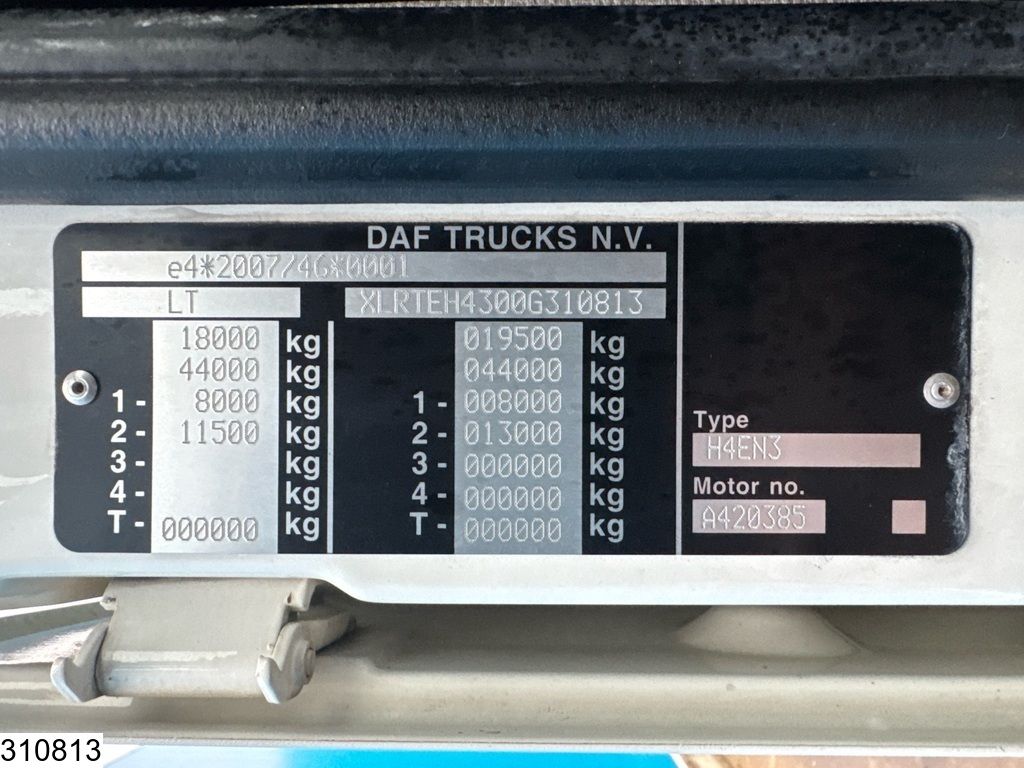 DAF TRUCKS N.V.
e4*2007/46*0001
LT XLRTEH4300G310813
18000 kg 019500 kg
44000 kg 044000 kg
1- 8000 kg 1- 008000 kg
2- 11500 kg 2- 013000 kg
3- kg 3- 000000 kg
4- kg 4- 000000 kg
T- 000000 kg T- 000000 kg
Type
H4EN3
Motor no.
A420385
310813